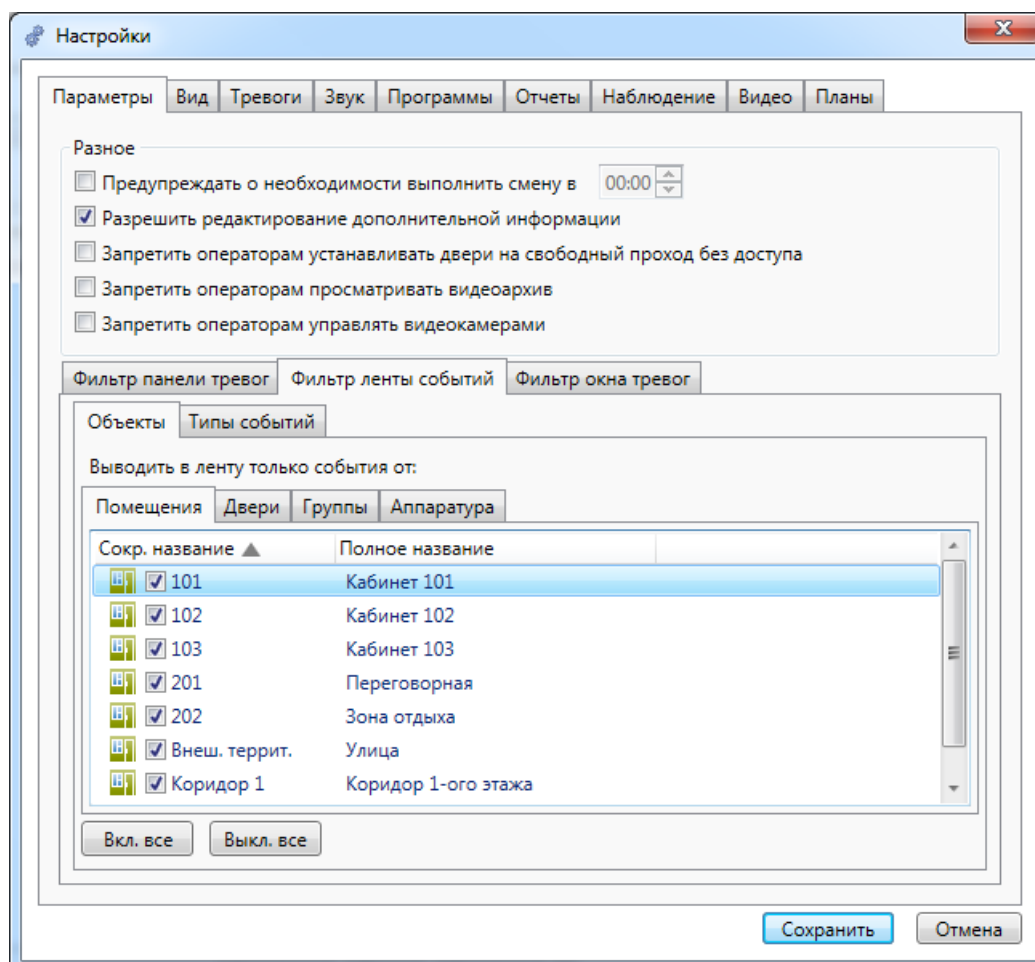 Настройки
Параметры Вид Тревоги Звук Программы Отчеты Наблюдение Видео Планы
Разное
Предупреждать о необходимости выполнить смену в 00:00
Разрешить редактирование дополнительной информации
Запретить операторам устанавливать двери на свободный проход без доступа
Запретить операторам просматривать видеоархив
Запретить операторам управлять видеокамерами
Фильтр панели тревог Фильтр ленты событий Фильтр окна тревог
Объекты Типы событий
Выводить в ленту только события от:
Помещения Двери Группы Аппаратура
Сокр. название Полное название
101 Кабинет 101
102 Кабинет 102
103 Кабинет 103
201 Переговорная
202 Зона отдыха
Внеш. террит. Улица
Коридор 1 Коридор 1-ого этажа
Вкл. все Выкл. все
Сохранить Отмена